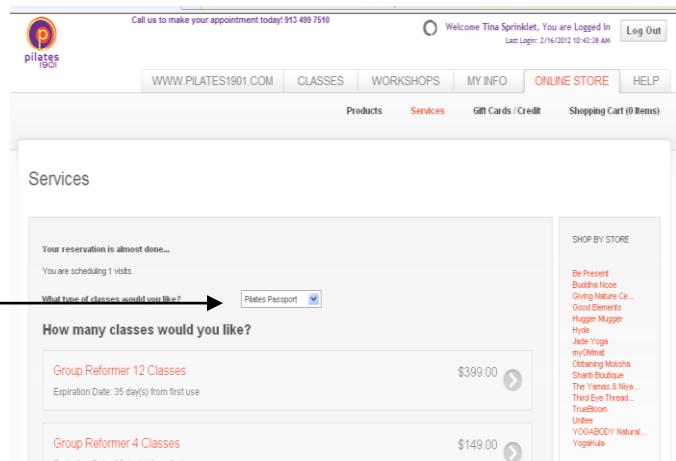 Call us to make your appointment today! 913 499 7510
Welcome Tina Sprinklet, You are Logged In
Last Login: 2/16/2012 10:43:38 AM
Log Out
pilates
1901
WWW.PILATES1901.COM CLASSES WORKSHOPS MY INFO ONLINE STORE HELP
Products Services Gift Cards / Credit Shopping Cart (0 Items)
Services
Your reservation is almost done...
You are scheduling 1 visits.
What type of classes would you like? Pilates Passport
How many classes would you like?
Group Reformer 12 Classes $399.00
Expiration Date: 35 day(s) from first use
Group Reformer 4 Classes $149.00
SHOP BY STORE
Be Present
Buddha Nose
Giving Nature Ce...
Good Elements
Hugger Mugger
Hyde
Jade Yoga
myOMmat
Obtaining Moksha
Shanti Boutique
The Yamas & Niya...
Third Eye Thread...
TrueBloom
Unitee
YOGABODY Natural...
YogaKula